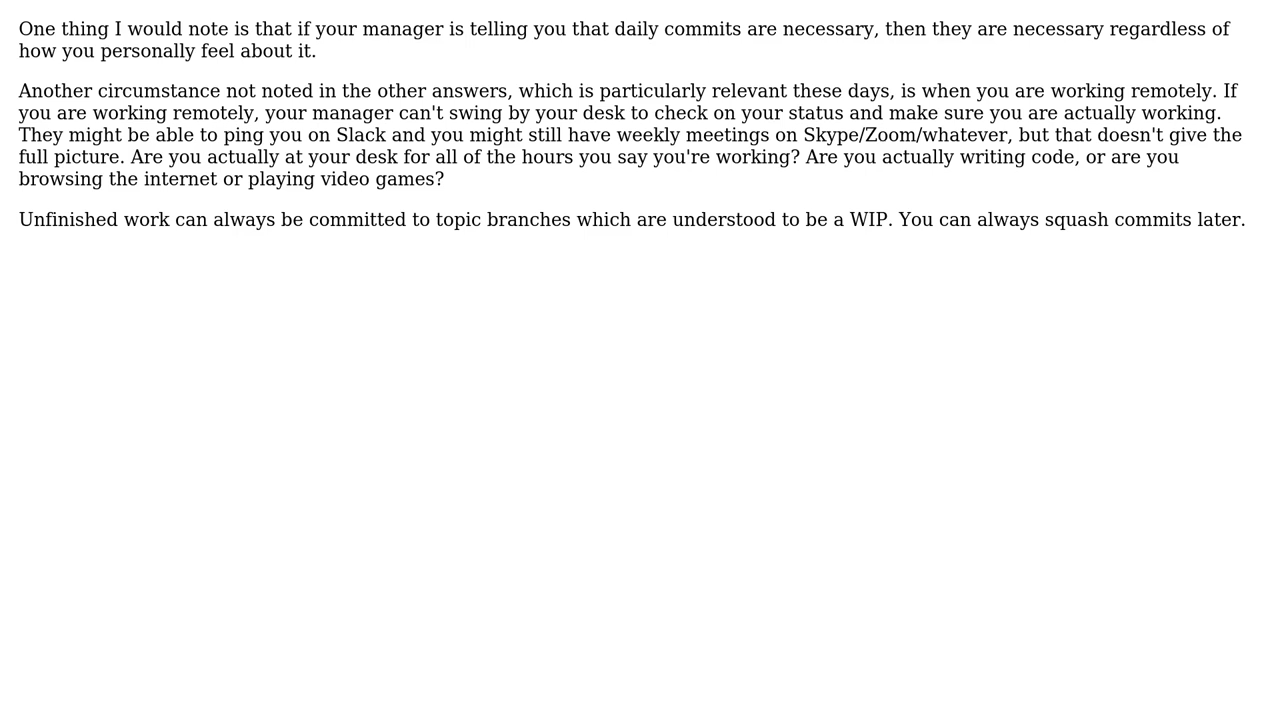 One thing I would note is that if your manager is telling you that daily commits are necessary, then they are necessary regardless of
how you personally feel about it.
Another circumstance not noted in the other answers, which is particularly relevant these days, is when you are working remotely. If
you are working remotely, your manager can't swing by your desk to check on your status and make sure you are actually working.
They might be able to ping you on Slack and you might still have weekly meetings on Skype/Zoom/whatever, but that doesn't give the
full picture. Are you actually at your desk for all of the hours you say you're working? Are you actually writing code, or are you
browsing the internet or playing video games?
Unfinished work can always be committed to topic branches which are understood to be a WIP. You can always squash commits later.